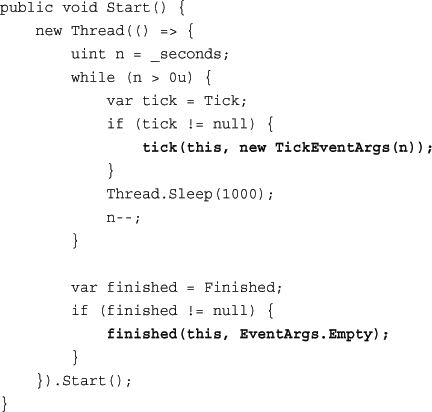 public void Start() {
    new Thread(() => {
        uint n = _seconds;
        while (n > 0u) {
            var tick = Tick;
            if (tick != null) {
                tick(this, new TickEventArgs(n));
            }
            Thread.Sleep(1000);
            n--;
        }

        var finished = Finished;
        if (finished != null) {
            finished(this, EventArgs.Empty);
        }
    }).Start();
}